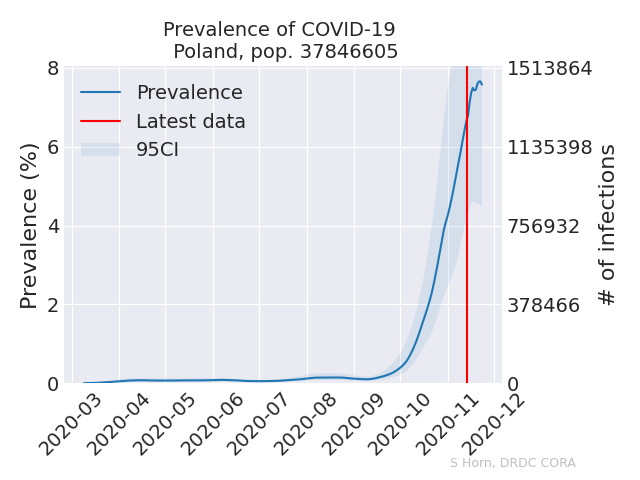 Prevalence of COVID-19
Poland, pop. 37846605
8
6
4
2
0
Prevalence (%)
Prevalence
Latest data
95CI
1513864
1135398
756932
378466
0
# of infections
2020-03
2020-04
2020-05
2020-06
2020-07
2020-08
2020-09
2020-10
2020-11
2020-12
S Horn, DRDC CORA